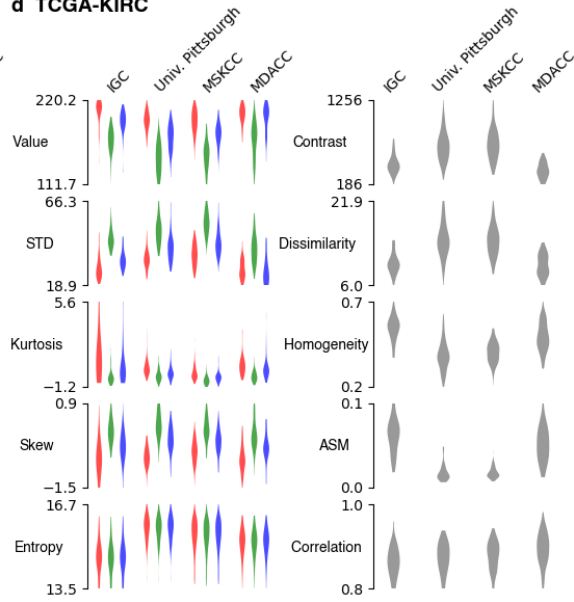 d TCGA-KIRC
IGC
Univ. Pittsburgh
MSKCC
MDACC
IGC
Univ. Pittsburgh
MSKCC
MDACC
220.2
Value
111.7
1256
Contrast
186
66.3
STD
18.9
21.9
Dissimilarity
6.0
5.6
Kurtosis
−1.2
0.7
Homogeneity
0.2
0.9
Skew
−1.5
0.1
ASM
0.0
16.7
Entropy
13.5
1.0
Correlation
0.8